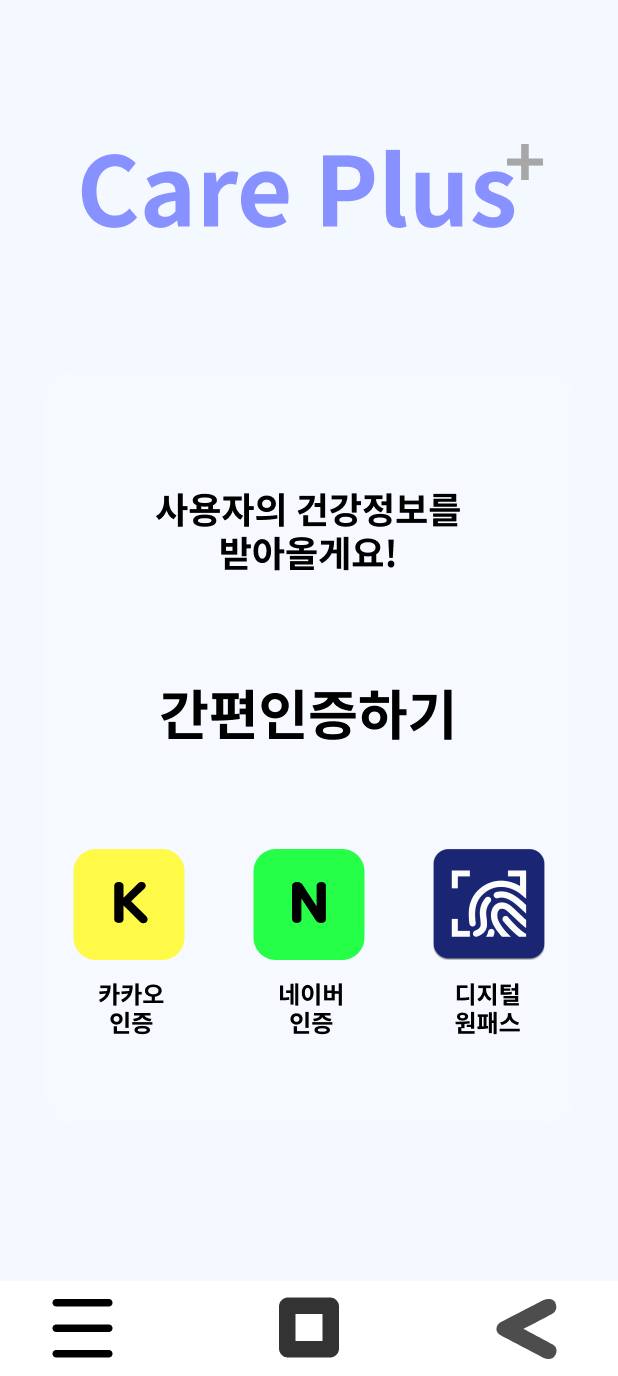 Care Plus+
사용자의 건강정보를
받아올게요!
간편인증하기
K
N
카카오
인증
네이버
인증
디지털
원패스